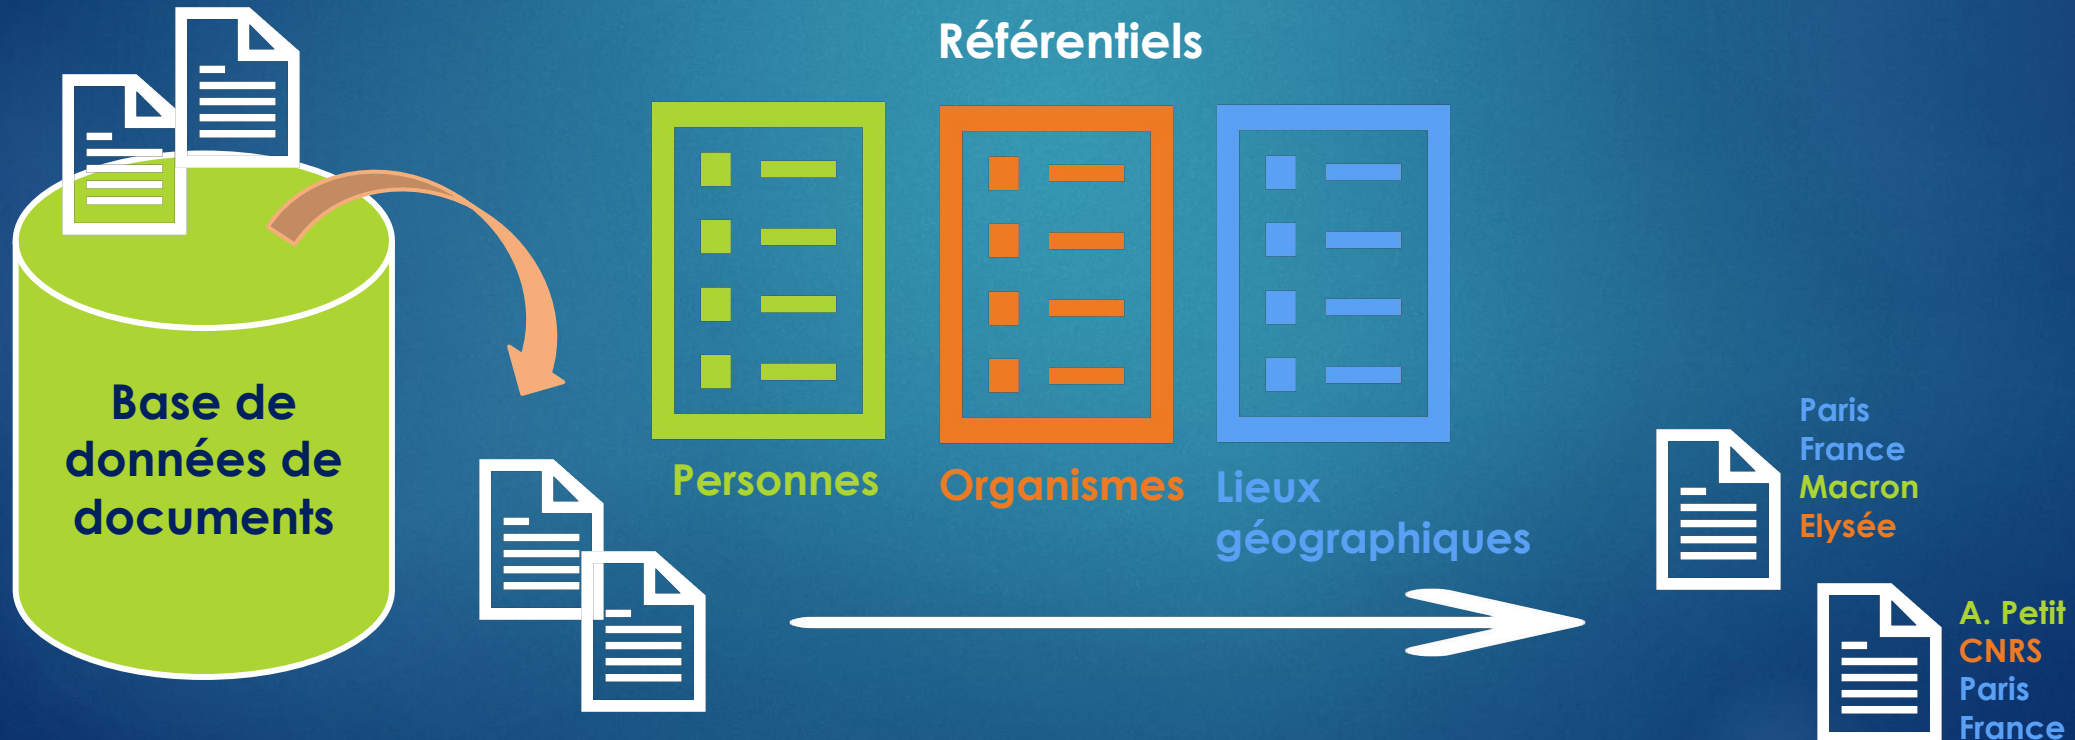 Référentiels
Base de
données de
documents
Personnes
Organismes
Lieux
géographiques
Paris
France
Macron
Elysée
A. Petit
CNRS
Paris
France